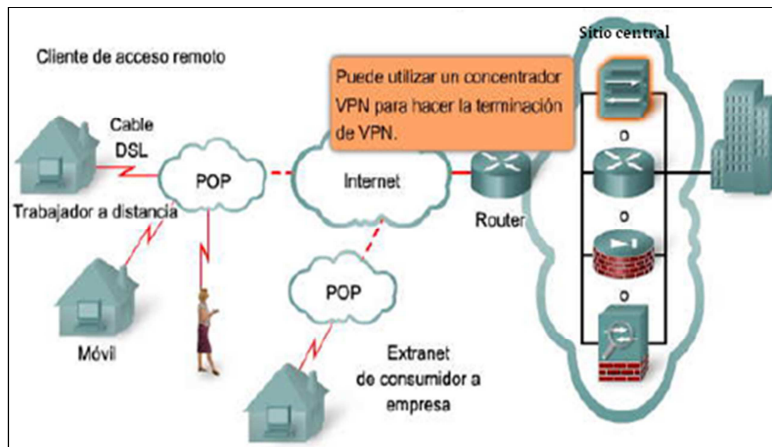 Sitio central
Cliente de acceso remoto
Puede utilizar un concentrador
VPN para hacer la terminación
de VPN.
Cable
DSL
POP
Internet
Router
Trabajador a distancia
Móvil
POP
Extranet
de consumidor a
empresa
o
o
o